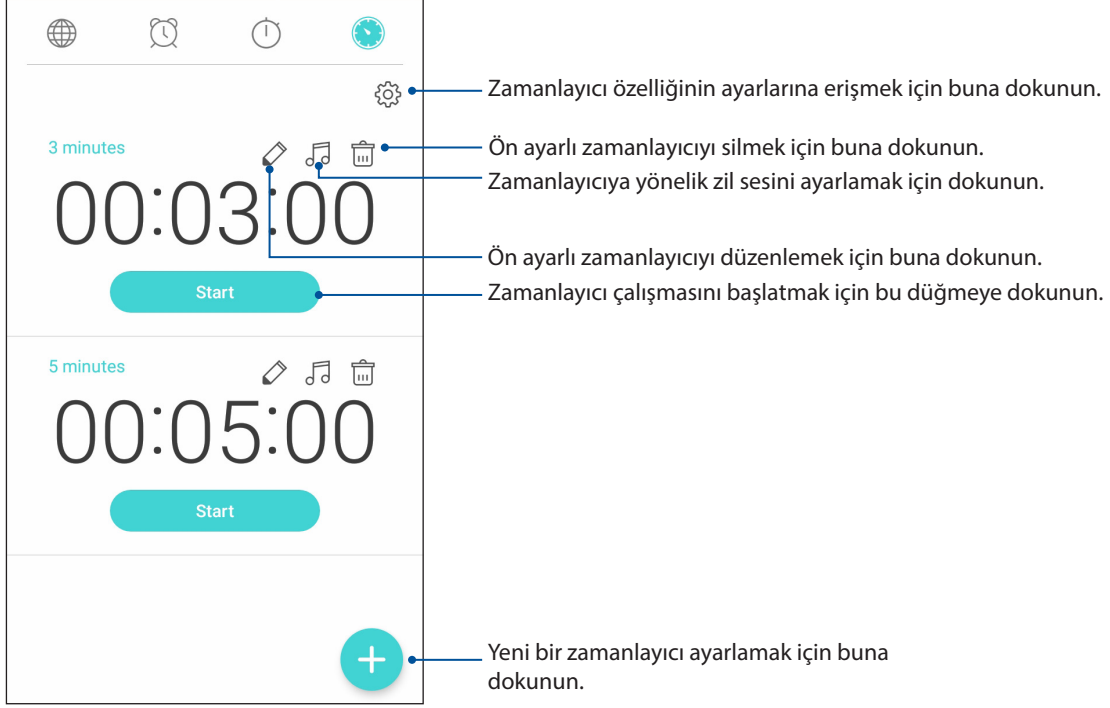 Zamanlayıcı özelliğinin ayarlarına erişmek için buna dokunun.
3 minutes
Ön ayarlı zamanlayıcıyı silmek için buna dokunun.
Zamanlayıcıya yönelik zil sesini ayarlamak için dokunun.
00:03:00
Ön ayarlı zamanlayıcıyı düzenlemek için buna dokunun.
Start
Zamanlayıcı çalışmasını başlatmak için bu düğmeye dokunun.
5 minutes
00:05:00
Start
Yeni bir zamanlayıcı ayarlamak için buna
dokunun.